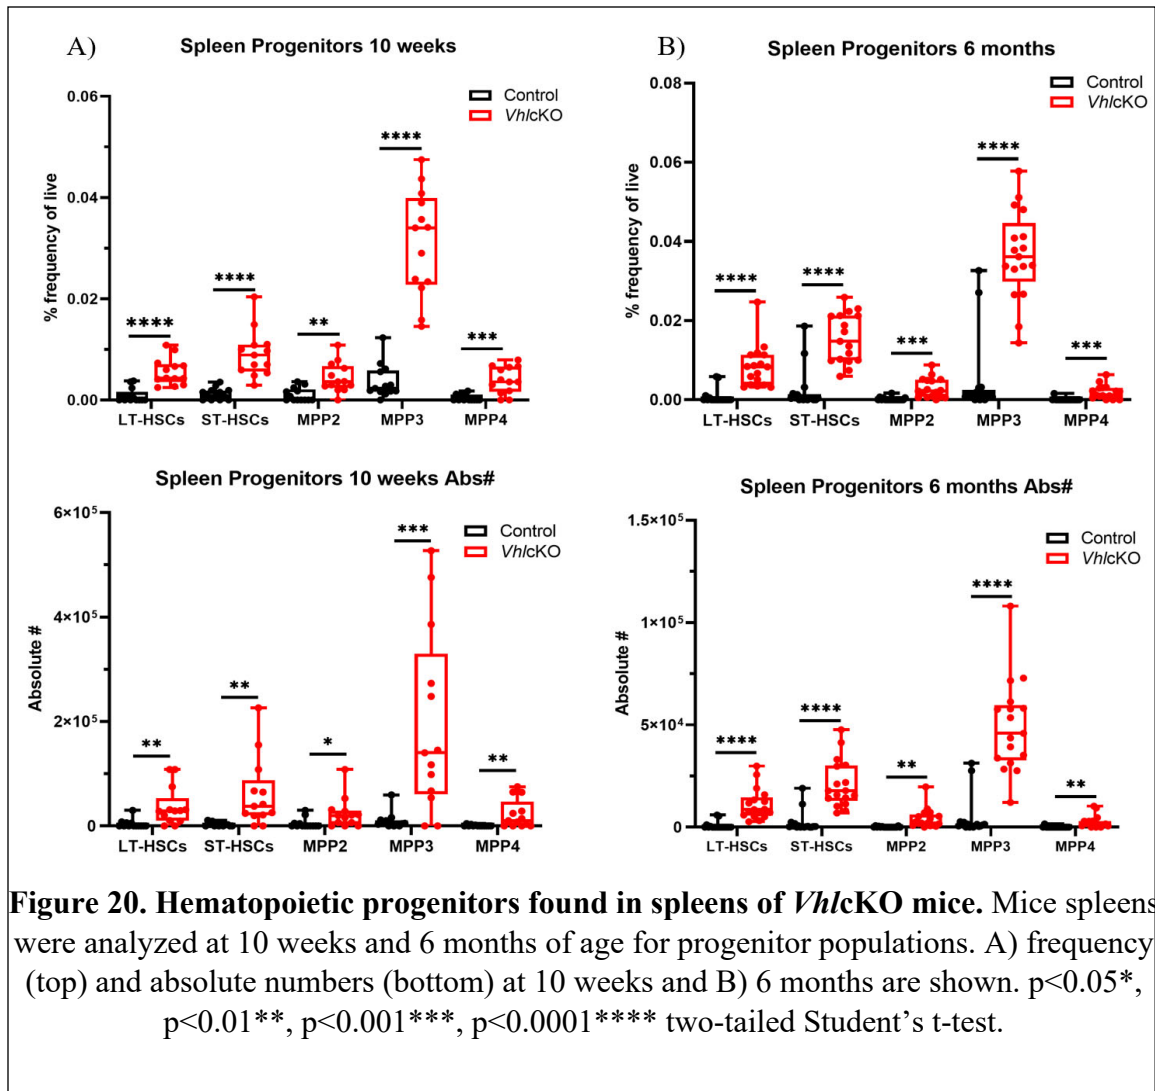 A)
Spleen Progenitors 10 weeks
Control
VhlcKO
% frequency of live
0.06
0.04
0.02
0.00
****
****
**
****
***
LT-HSCs ST-HSCs MPP2 MPP3 MPP4
B)
Spleen Progenitors 6 months
Control
VhlcKO
% frequency of live
0.08
0.06
0.04
0.02
0.00
****
****
***
****
***
LT-HSCs ST-HSCs MPP2 MPP3 MPP4
Spleen Progenitors 10 weeks Abs#
Control
VhlcKO
Absolute #
6×10⁵
4×10⁵
2×10⁵
0
**
**
*
***
**
LT-HSCs ST-HSCs MPP2 MPP3 MPP4
Spleen Progenitors 6 months Abs#
Control
VhlcKO
Absolute #
1.5×10⁵
1×10⁵
5×10⁴
0
****
****
**
****
**
LT-HSCs ST-HSCs MPP2 MPP3 MPP4
Figure 20. Hematopoietic progenitors found in spleens of VhlcKO mice. Mice spleens
were analyzed at 10 weeks and 6 months of age for progenitor populations. A) frequency
(top) and absolute numbers (bottom) at 10 weeks and B) 6 months are shown. p<0.05*,
p<0.01**, p<0.001***, p<0.0001**** two-tailed Student’s t-test.